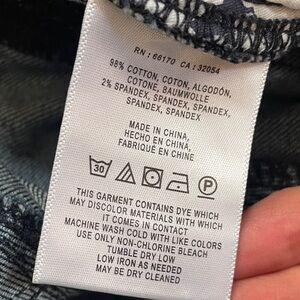 RN: 66170 CA: 32054
98% COTTON, COTON, ALGODÓN,
COTONE, BAUMWOLLE
2% SPANDEX, SPANDEX, SPANDEX,
SPANDEX, SPANDEX
MADE IN CHINA,
HECHO EN CHINA,
FABRIQUÉ EN CHINE
30 P
THIS GARMENT CONTAINS DYE WHICH
MAY DISCOLOR MATERIALS WITH WHICH
IT COMES IN CONTACT
MACHINE WASH COLD WITH LIKE COLORS
USE ONLY NON-CHLORINE BLEACH
TUMBLE DRY LOW
LOW IRON AS NEEDED
MAY BE DRY CLEANED